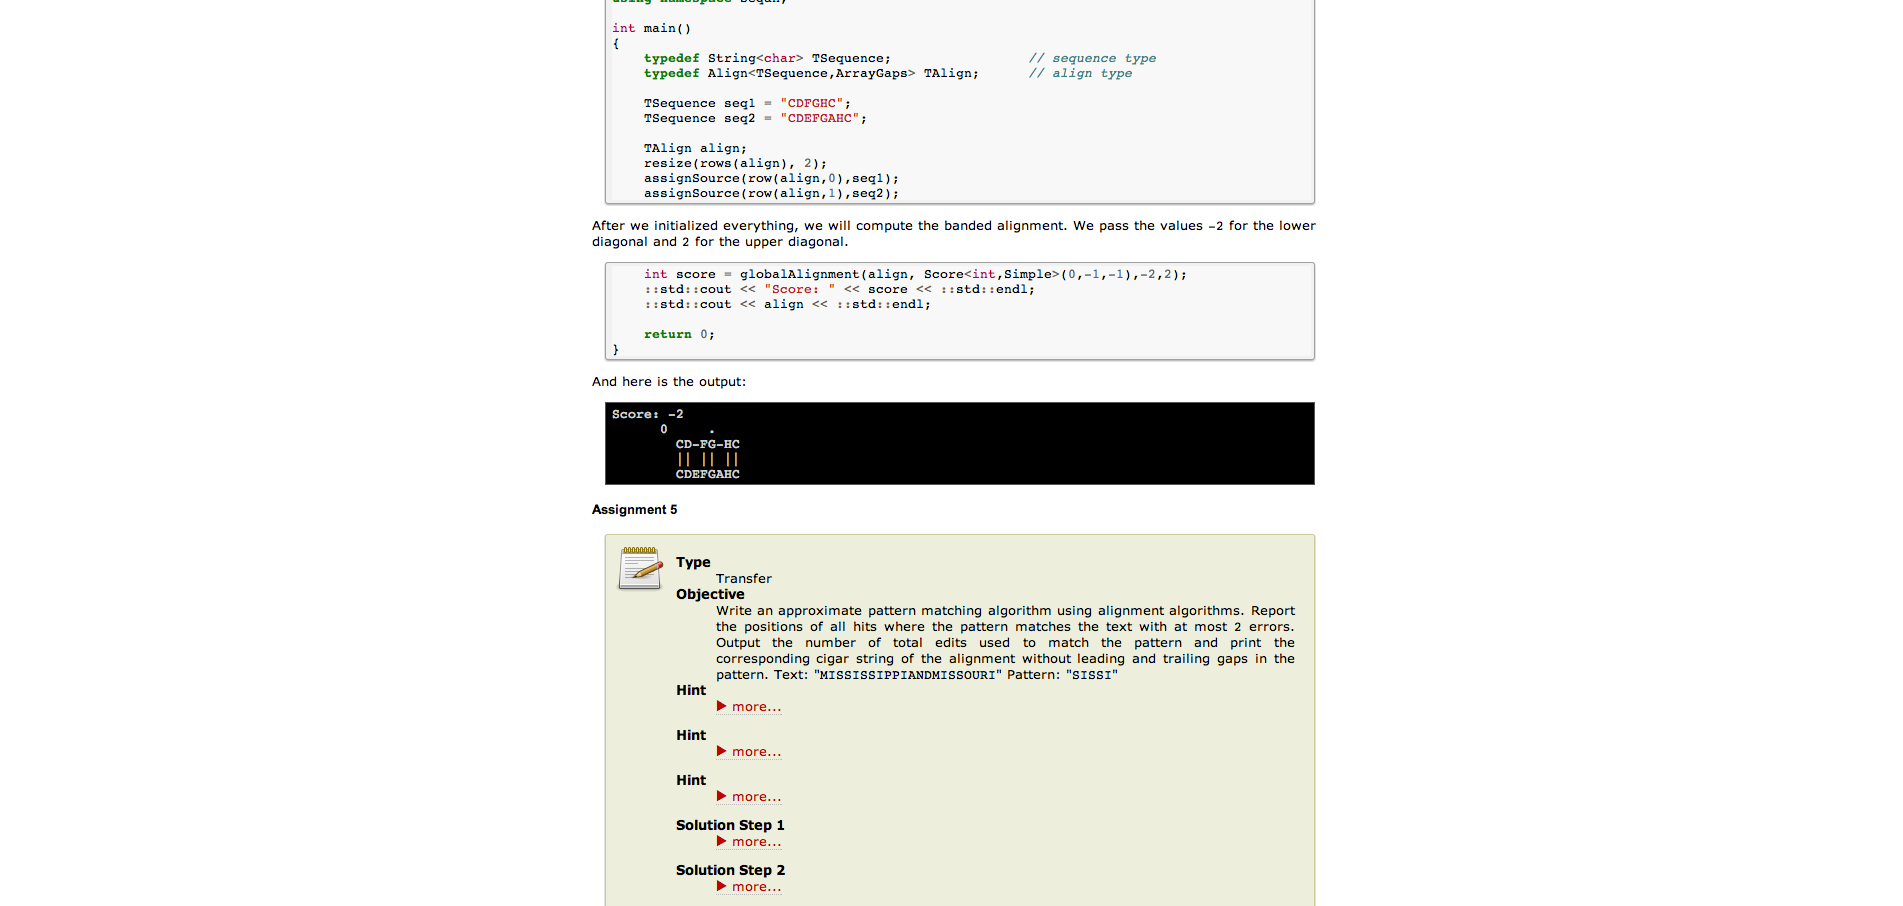 using namespace seqan;
int main()
{
typedef String<char> TSequence; // sequence type
typedef Align<TSequence,ArrayGaps> TAlign; // align type
TSequence seq1 = "CDFGHC";
TSequence seq2 = "CDEFGAHC";
TAlign align;
resize(rows(align), 2);
assignSource(row(align,0),seq1);
assignSource(row(align,1),seq2);
After we initialized everything, we will compute the banded alignment. We pass the values -2 for the lower
diagonal and 2 for the upper diagonal.
int score = globalAlignment(align, Score<int,Simple>(0,-1,-1),-2,2);
::std::cout << "Score: " << score << ::std::endl;
::std::cout << align << ::std::endl;
return 0;
}
And here is the output:
Score: -2
0 .
CD-FG-HC
|| || ||
CDEFGAHC
Assignment 5
Type
Transfer
Objective
Write an approximate pattern matching algorithm using alignment algorithms. Report
the positions of all hits where the pattern matches the text with at most 2 errors.
Output the number of total edits used to match the pattern and print the
corresponding cigar string of the alignment without leading and trailing gaps in the
pattern. Text: "MISSISSIPPIANDMISSOURI" Pattern: "SISSI"
Hint
more...
Hint
more...
Hint
more...
Solution Step 1
more...
Solution Step 2
more...